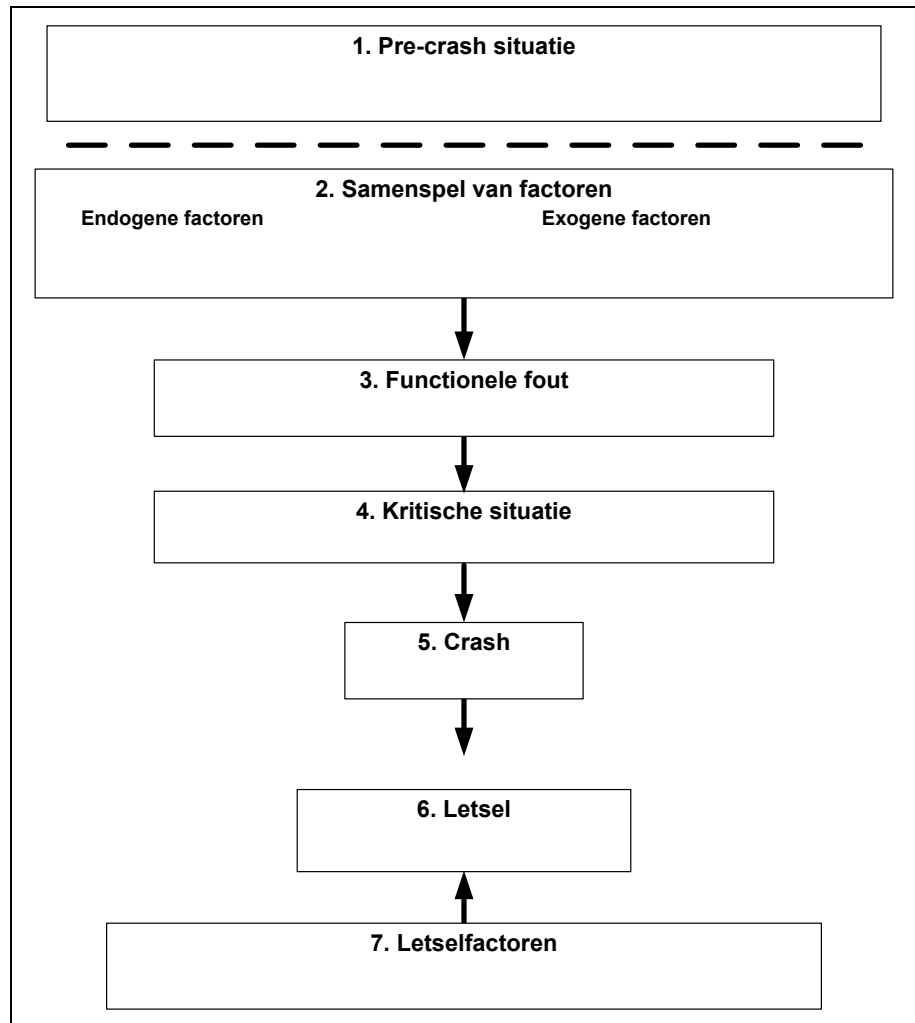 1. Pre-crash situatie
2. Samenspel van factoren
Endogene factoren Exogene factoren
3. Functionele fout
4. Kritische situatie
5. Crash
6. Letsel
7. Letselfactoren